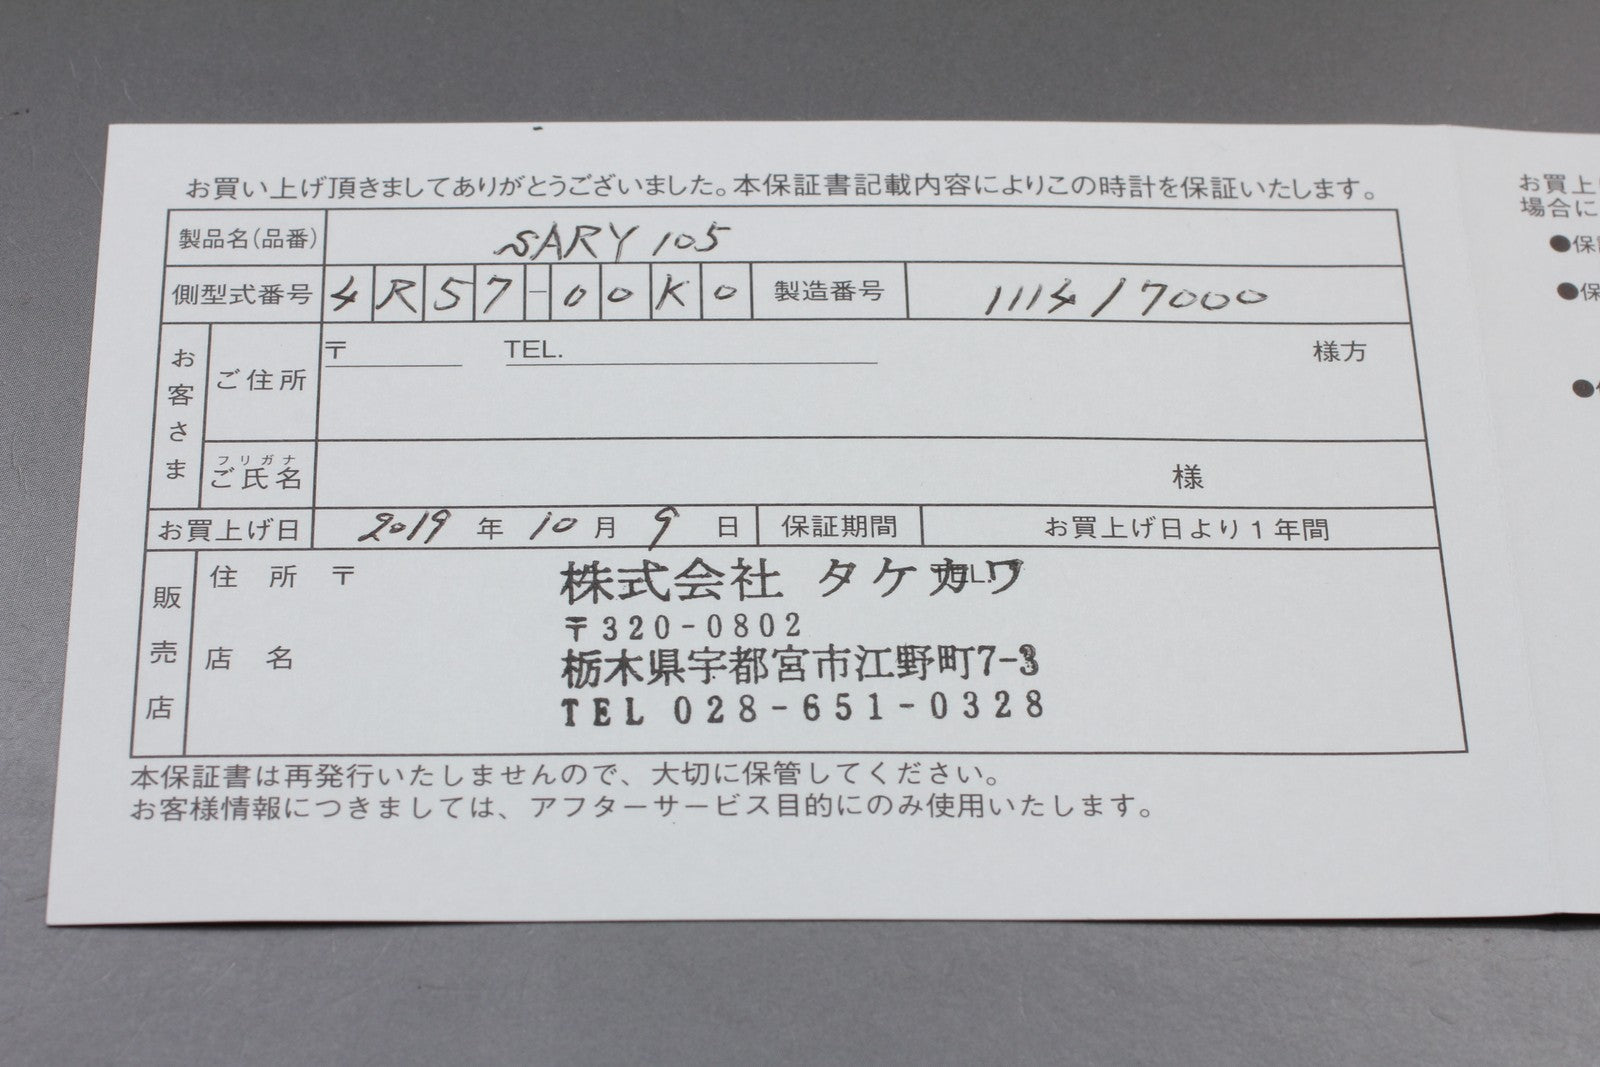 お買い上げ頂きましてありがとうございました。本保証書記載内容によりこの時計を保証いたします。
製品名(品番) SARY 105
側型式番号 4R57-00K0 製造番号
お客さま
ご住所 〒 TEL. 様方
フリガナ
ご氏名 様
お買上げ日 2019 年 10 月 9 日 保証期間 お買上げ日より1年間
販売店
住所 〒
店名
株式会社 タケカワ
〒320-0802
栃木県宇都宮市江野町7-3
TEL 028-651-0328
本保証書は再発行いたしませんので、大切に保管してください。
お客様情報につきましては、アフターサービス目的にのみ使用いたします。
お買上
場合に
●保
●保